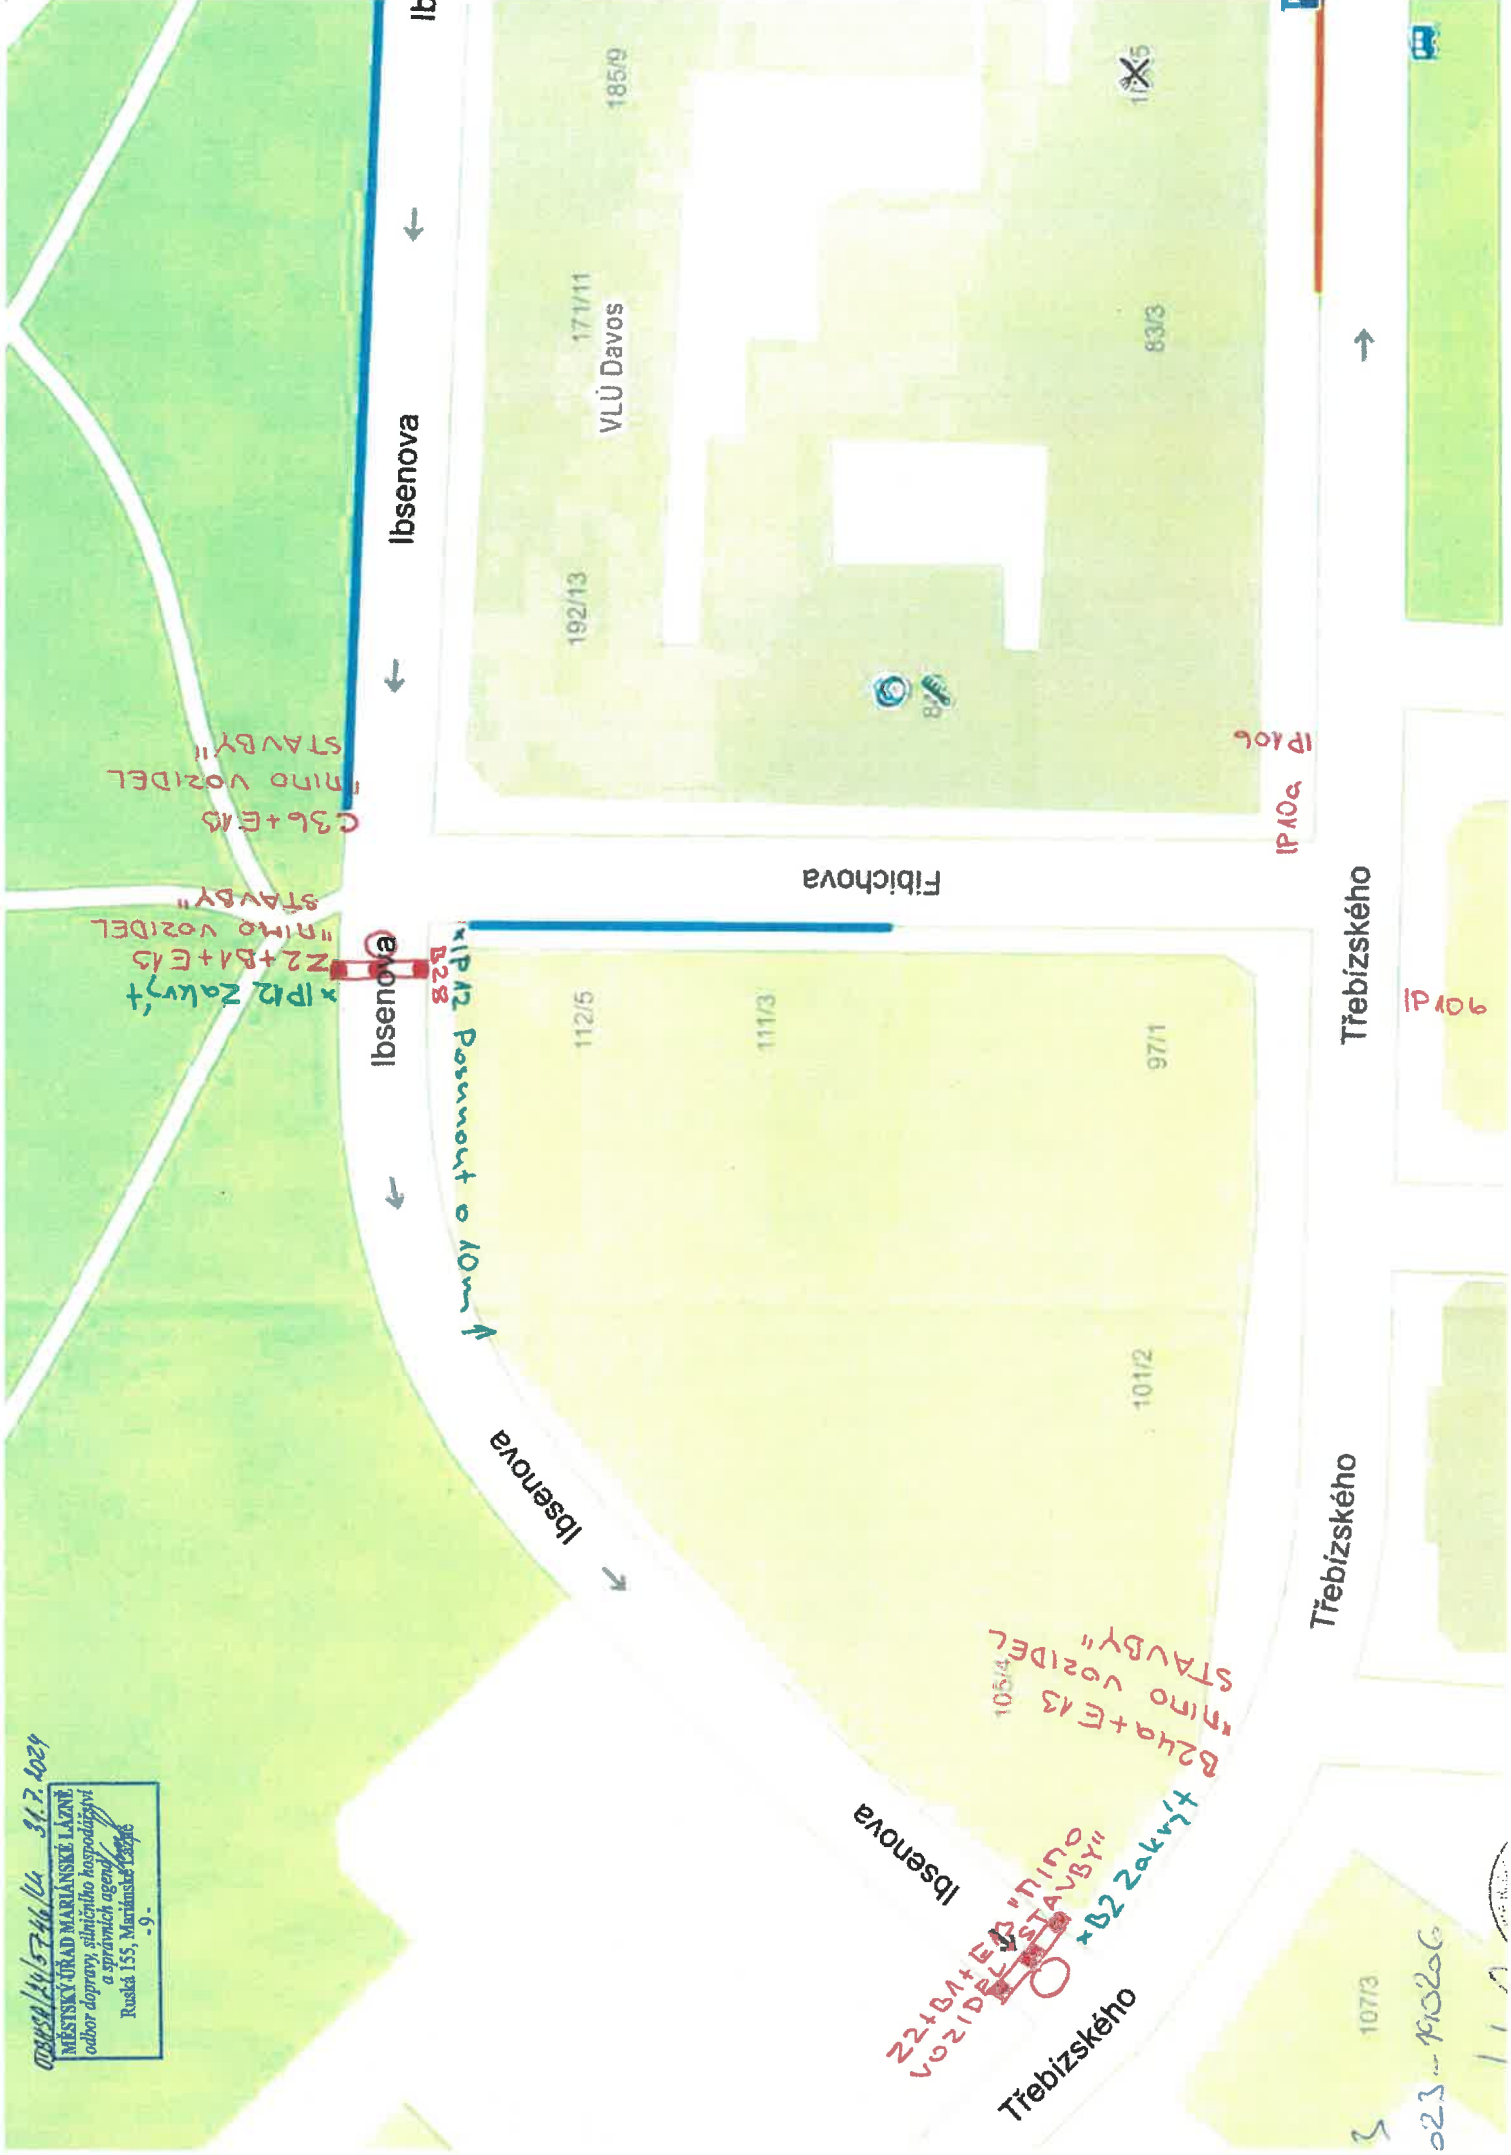 31.7.2024
MĚSTSKÝ ÚŘAD MARIÁNSKÉ LÁZNĚ
odbor dopravy, silničního hospodářství
a správních agend
Ruská 155, Mariánské Lázně
-9-
Ibsenova
Ibsenova
Ibsenova
Ibsenova
Fibichova
Třebízského
Třebízského
Třebízského
VLÚ Davos
185/9
171/11
192/13
83/3
112/5
111/3
97/1
101/2
105/4
107/3
C3b+E13
"MIMO VOZIDEL
STAVBY"
×IP12 Zakrýt
Z2+B1+E13
"MIMO VOZIDEL
STAVBY"
B28
×IP12 Posunout o 10m
IP10a
IP10b
IP10b
B24a+E13
"MIMO VOZIDEL
STAVBY"
×B2 Zakrýt
Z2+B1+E13 "MIMO
VOZIDEL STAVBY"